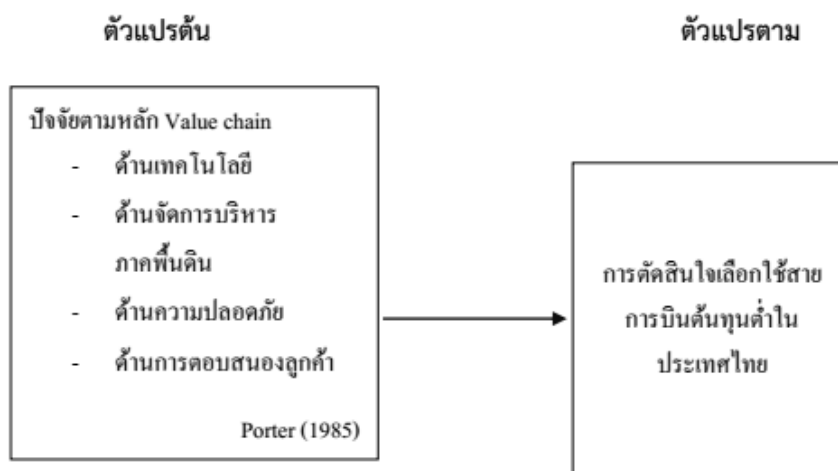 ตัวแปรต้น
ตัวแปรตาม
ปัจจัยตามหลัก Value chain
- ด้านเทคโนโลยี
- ด้านจัดการบริหาร
ภาคพื้นดิน
- ด้านความปลอดภัย
- ด้านการตอบสนองลูกค้า
Porter (1985)
การตัดสินใจเลือกใช้สาย
การบินต้นทุนต่ำใน
ประเทศไทย